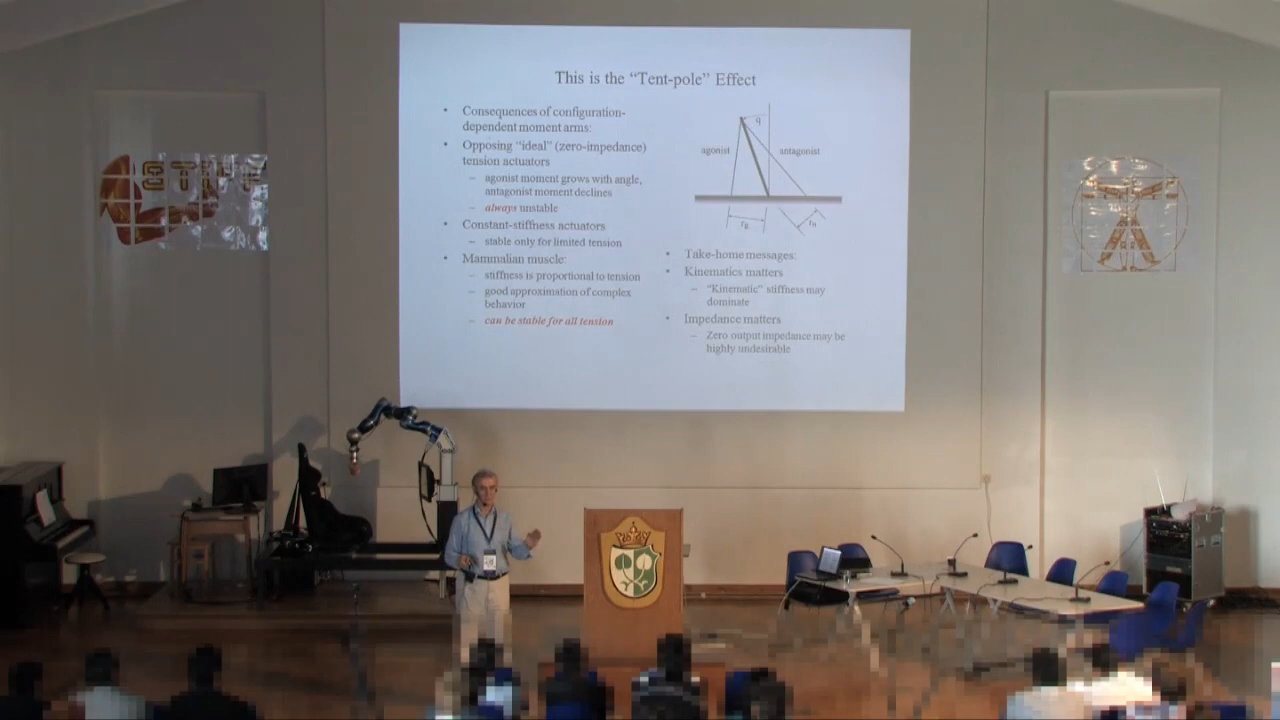 This is the “Tent-pole” Effect
• Consequences of configuration-
dependent moment arms:
• Opposing “ideal” (zero-impedance)
tension actuators
– agonist moment grows with angle,
antagonist moment declines
– always unstable
• Constant-stiffness actuators
– stable only for limited tension
• Mammalian muscle:
– stiffness is proportional to tension
– good approximation of complex
behavior
– can be stable for all tension
q
agonist
antagonist
• Take-home messages:
• Kinematics matters
– “Kinematic” stiffness may
dominate
• Impedance matters
– Zero output impedance may be
highly undesirable
STIFF